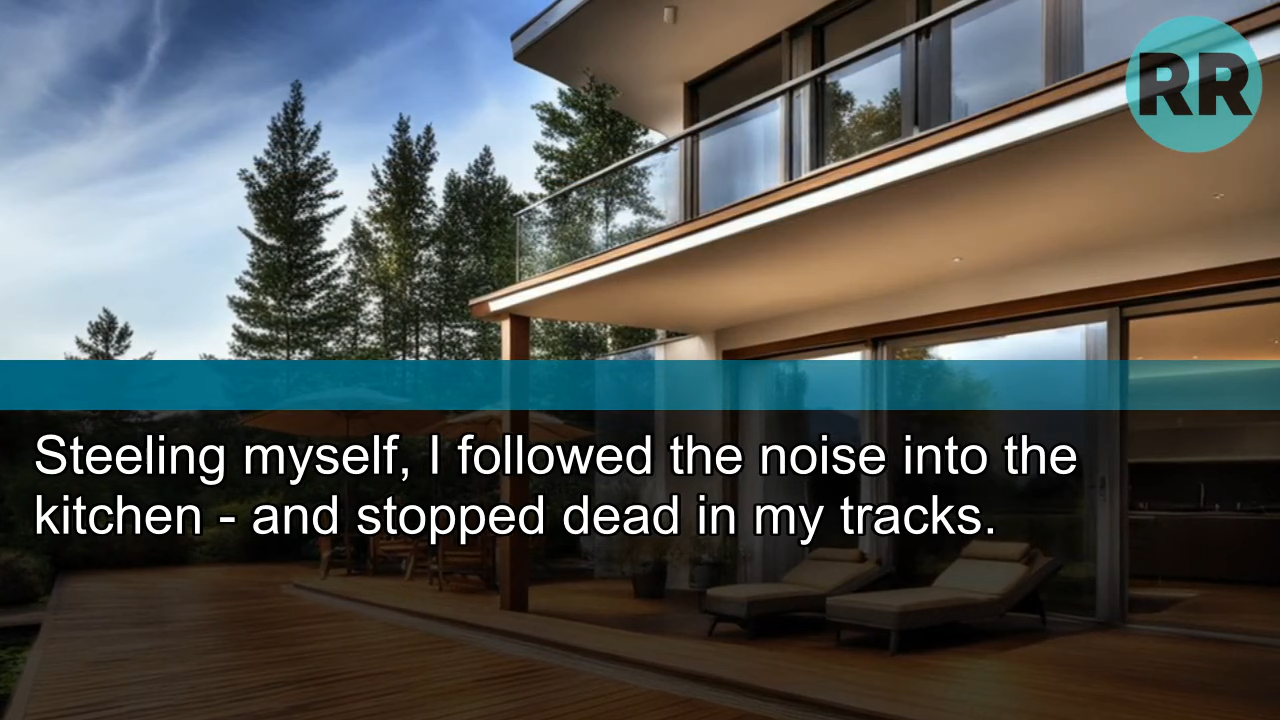 RR
Steeling myself, I followed the noise into the
kitchen - and stopped dead in my tracks.